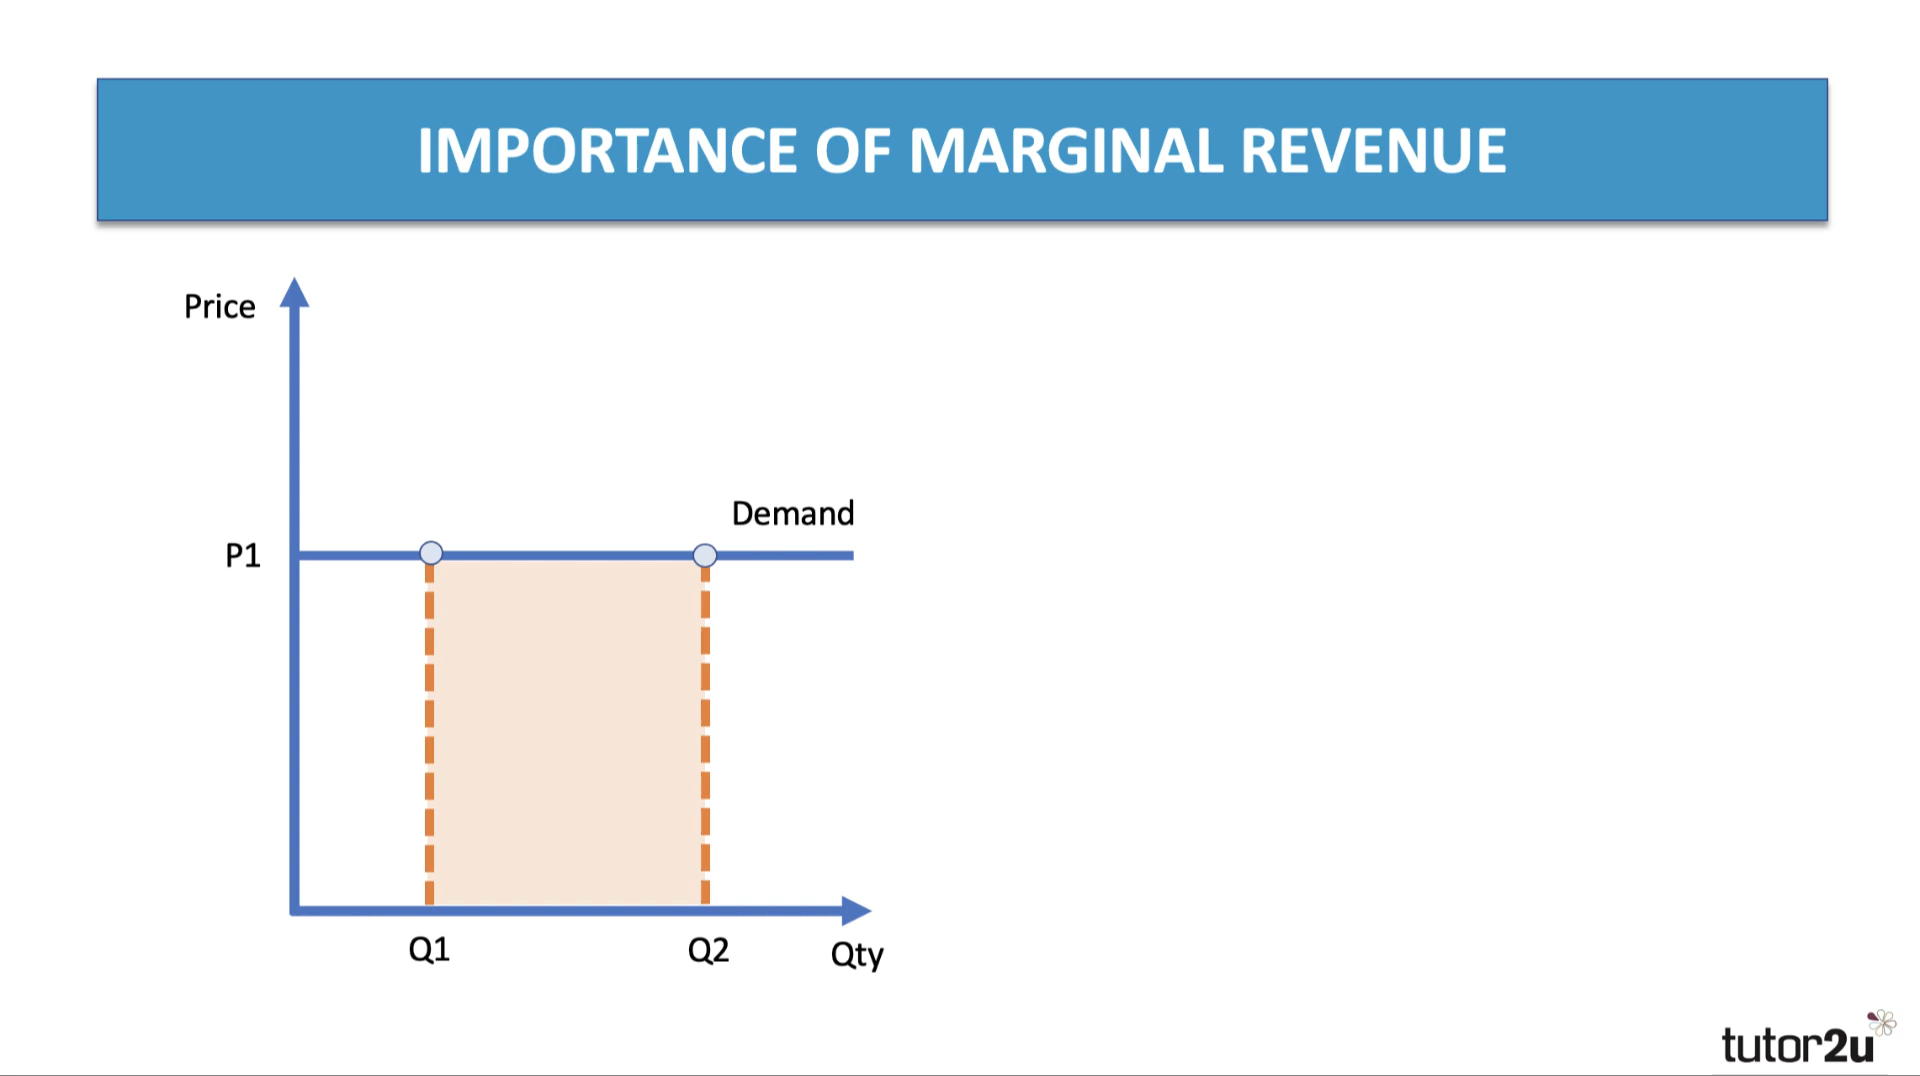 IMPORTANCE OF MARGINAL REVENUE
Price
Demand
P1
Q1
Q2
Qty
tutor2u